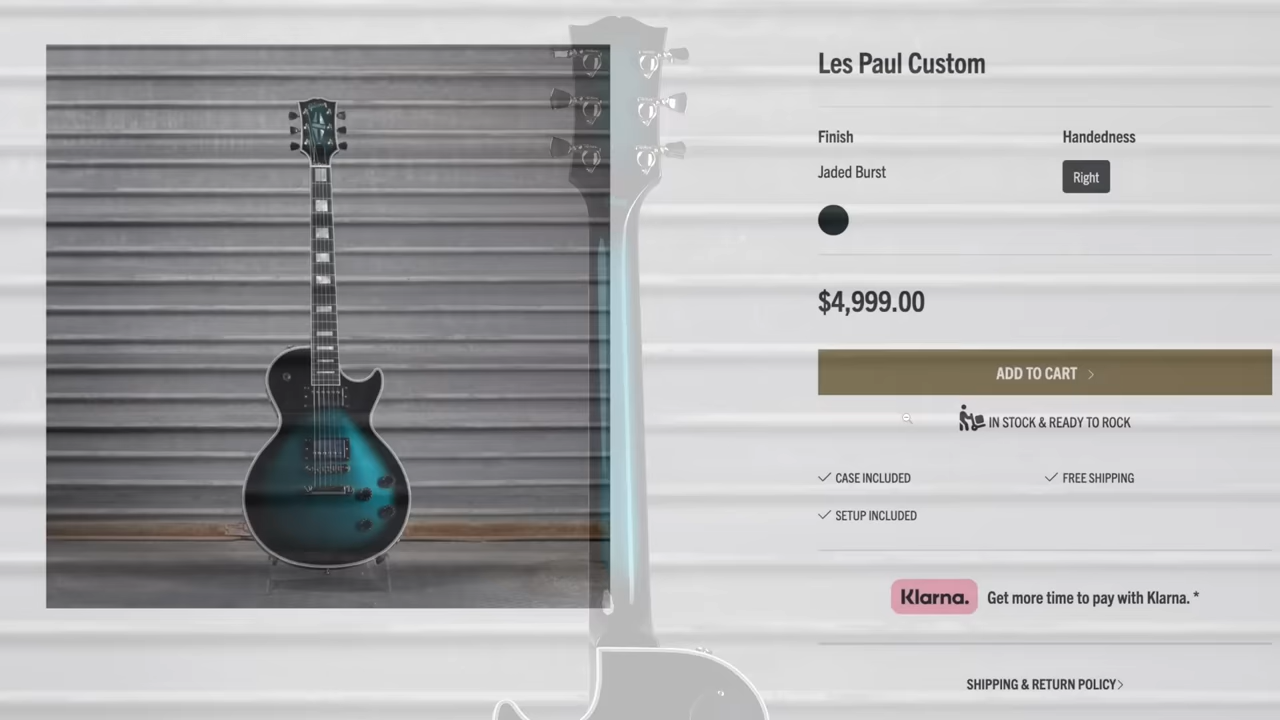 Les Paul Custom
Finish
Handedness
Jaded Burst
Right
$4,999.00
ADD TO CART
IN STOCK & READY TO ROCK
CASE INCLUDED
FREE SHIPPING
SETUP INCLUDED
Klarna.
Get more time to pay with Klarna. *
SHIPPING & RETURN POLICY